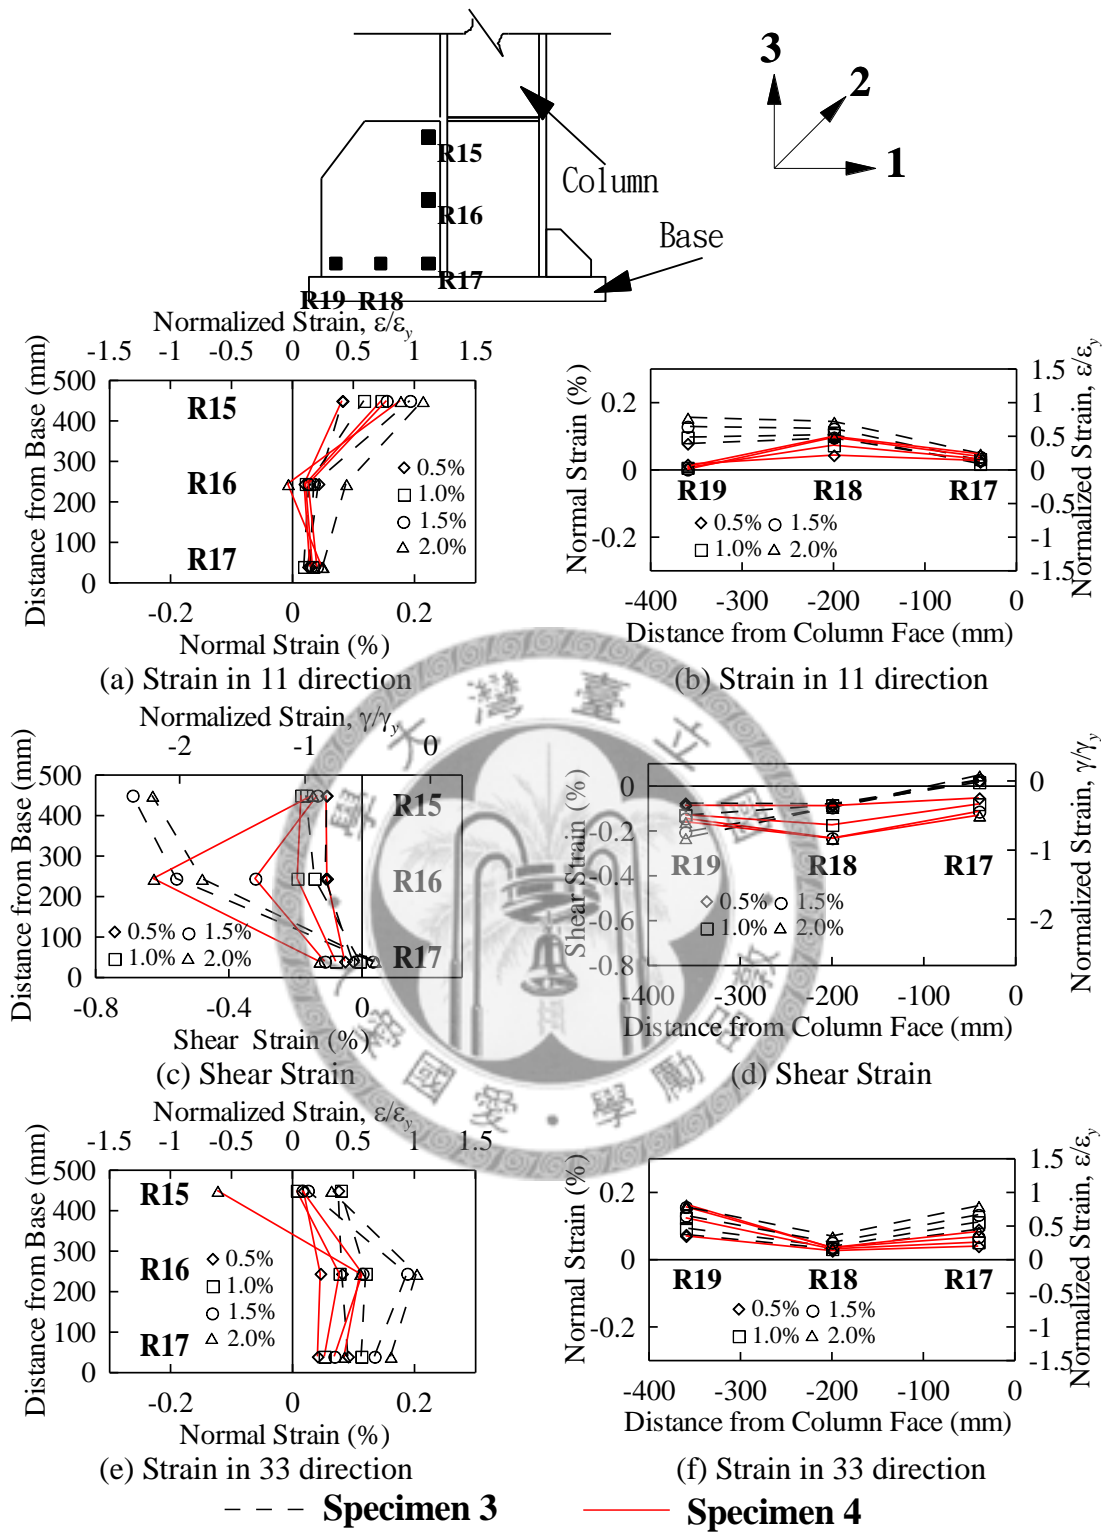 3
2
1
R15
Column
R16
Base
R17
R19
R18
Normalized Strain, ε/εy
-1.5 -1 -0.5 0 0.5 1 1.5
Distance from Base (mm)
500
400
300
200
100
0
R15
R16
R17
0.5%
1.0%
1.5%
2.0%
-0.2 0 0.2
Normal Strain (%)
(a) Strain in 11 direction
Normal Strain (%)
0.2
0
-0.2
1.5
1
0.5
0
-0.5
-1
-1.5
Normalized Strain, ε/εy
R19 R18 R17
0.5% 1.5%
1.0% 2.0%
-400 -300 -200 -100 0
Distance from Column Face (mm)
(b) Strain in 11 direction
Normalized Strain, γ/γy
-2 -1 0
Distance from Base (mm)
500
400
300
200
100
0
R15
R16
R17
0.5% 1.5%
1.0% 2.0%
-0.8 -0.4 0
Shear Strain (%)
(c) Shear Strain
Shear Strain (%)
0
-0.2
-0.4
-0.6
-0.8
0
-1
-2
Normalized Strain, γ/γy
R19 R18 R17
0.5% 1.5%
1.0% 2.0%
-400 -300 -200 -100 0
Distance from Column Face (mm)
(d) Shear Strain
Normalized Strain, ε/εy
-1.5 -1 -0.5 0 0.5 1 1.5
Distance from Base (mm)
500
400
300
200
100
0
R15
R16
R17
0.5%
1.0%
1.5%
2.0%
-0.2 0 0.2
Normal Strain (%)
(e) Strain in 33 direction
Normal Strain (%)
0.2
0
-0.2
1.5
1
0.5
0
-0.5
-1
-1.5
Normalized Strain, ε/εy
R19 R18 R17
0.5% 1.5%
1.0% 2.0%
-400 -300 -200 -100 0
Distance from Column Face (mm)
(f) Strain in 33 direction
Specimen 3
Specimen 4
學大灣臺立國
愛國愛學勵品敦